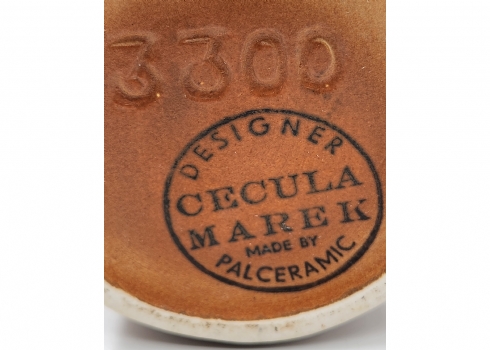 3300
DESIGNER
CECULA
MAREK
MADE BY
PALCERAMIC